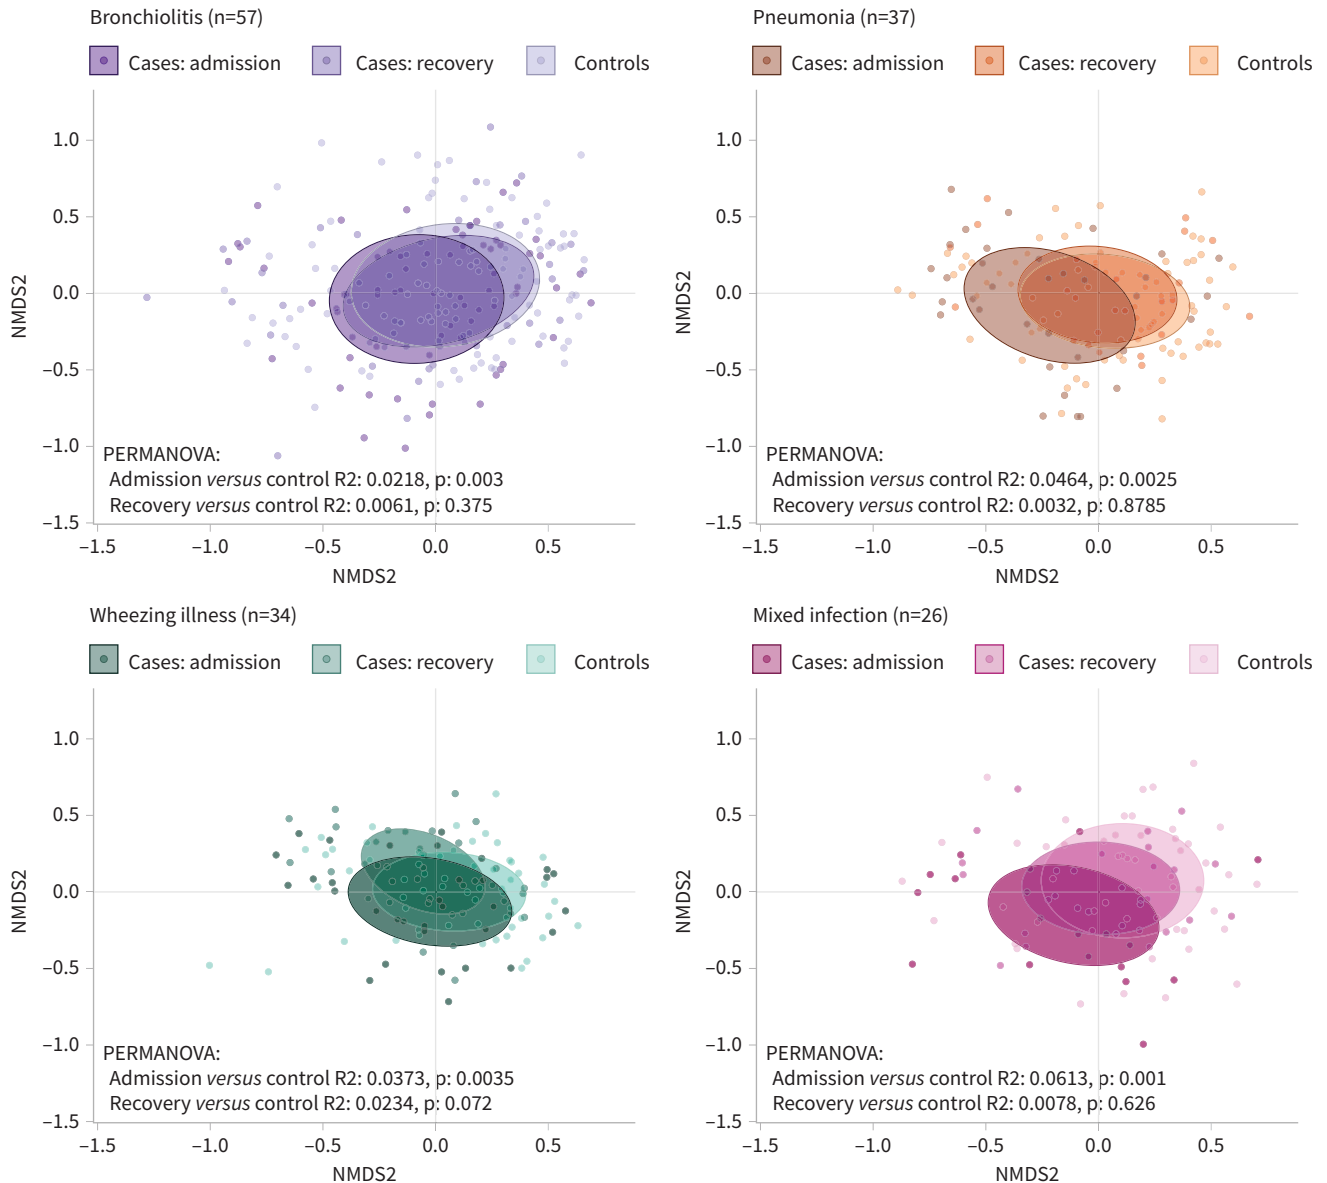 Bronchiolitis (n=57)
Cases: admission
Cases: recovery
Controls
1.0
0.5
0.0
–0.5
–1.0
–1.5
NMDS2
PERMANOVA:
Admission versus control R2: 0.0218, p: 0.003
Recovery versus control R2: 0.0061, p: 0.375
–1.5 –1.0 –0.5 0.0 0.5
NMDS2
Pneumonia (n=37)
Cases: admission
Cases: recovery
Controls
1.0
0.5
0.0
–0.5
–1.0
–1.5
NMDS2
PERMANOVA:
Admission versus control R2: 0.0464, p: 0.0025
Recovery versus control R2: 0.0032, p: 0.8785
–1.5 –1.0 –0.5 0.0 0.5
NMDS2
Wheezing illness (n=34)
Cases: admission
Cases: recovery
Controls
1.0
0.5
0.0
–0.5
–1.0
–1.5
NMDS2
PERMANOVA:
Admission versus control R2: 0.0373, p: 0.0035
Recovery versus control R2: 0.0234, p: 0.072
–1.5 –1.0 –0.5 0.0 0.5
NMDS2
Mixed infection (n=26)
Cases: admission
Cases: recovery
Controls
1.0
0.5
0.0
–0.5
–1.0
–1.5
NMDS2
PERMANOVA:
Admission versus control R2: 0.0613, p: 0.001
Recovery versus control R2: 0.0078, p: 0.626
–1.5 –1.0 –0.5 0.0 0.5
NMDS2